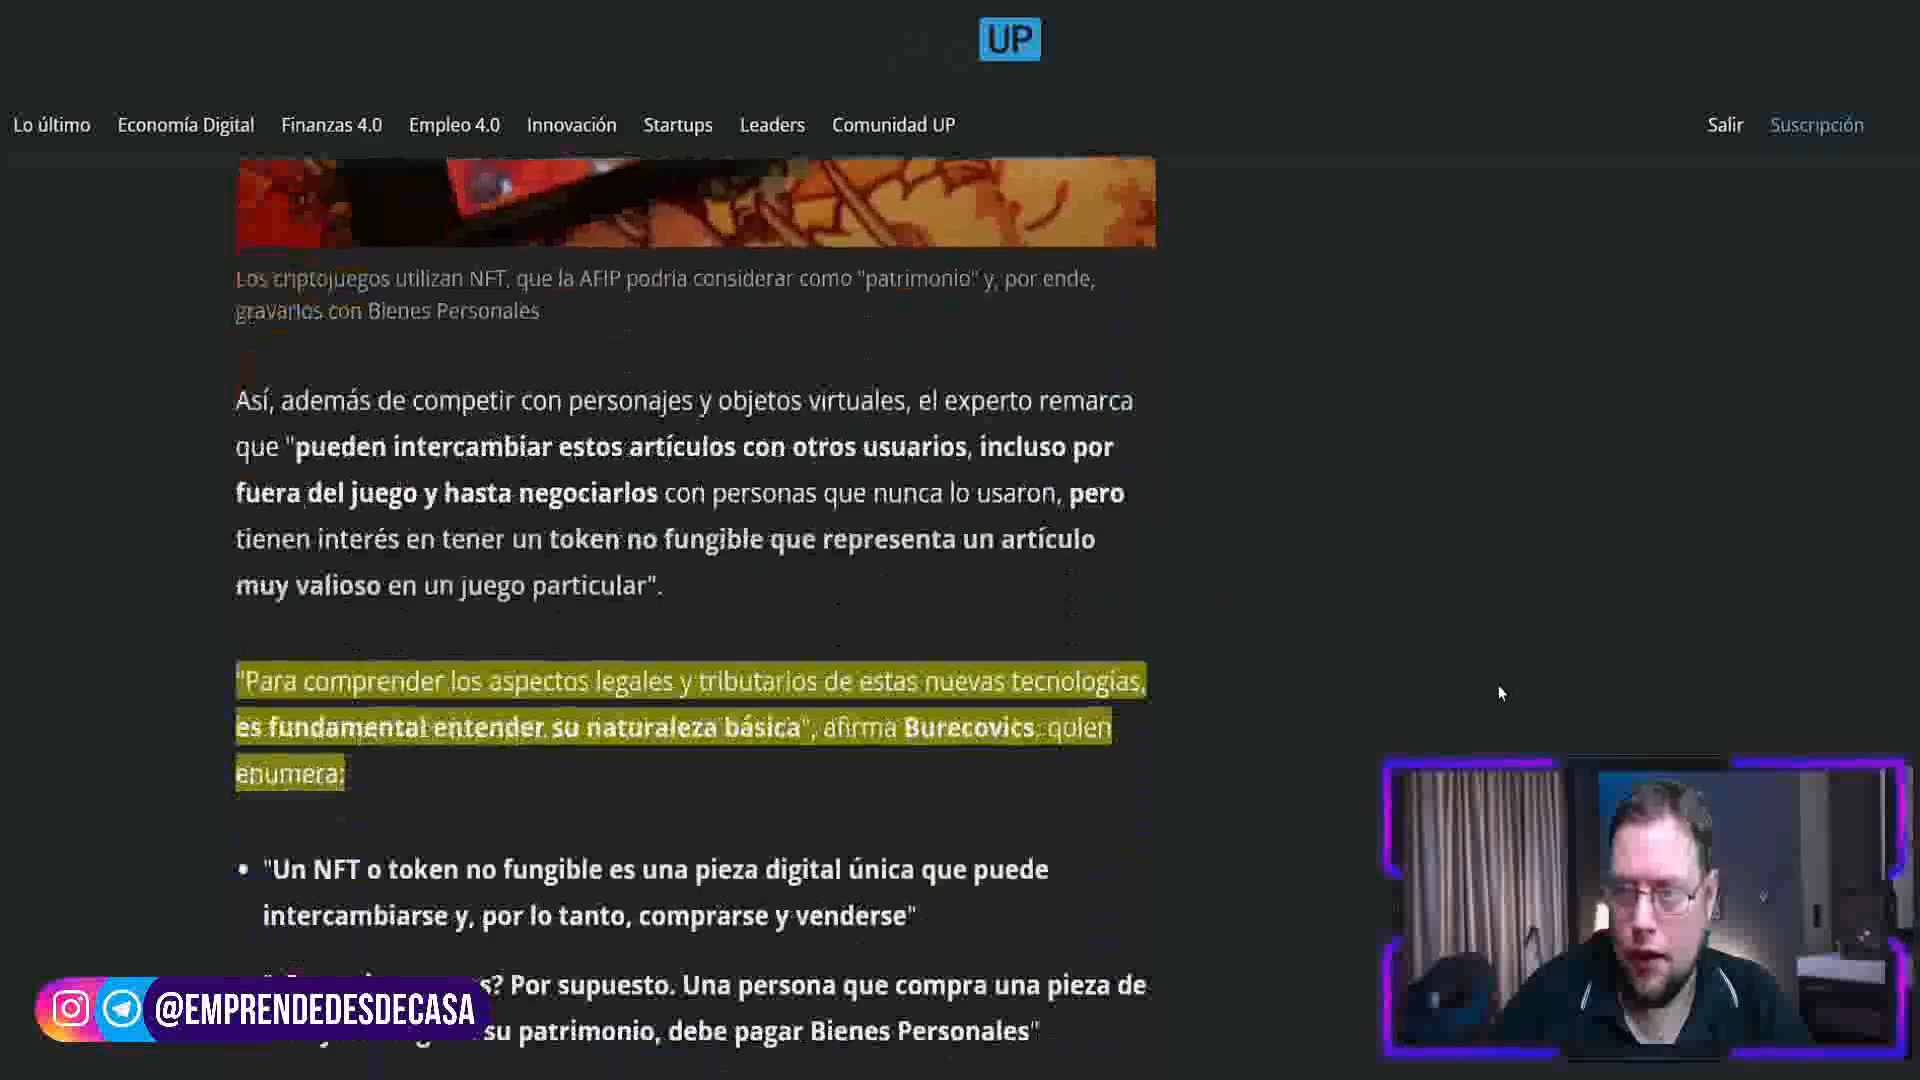 UP
Lo último Economía Digital Finanzas 4.0 Empleo 4.0 Innovación Startups Leaders Comunidad UP Salir Suscripción
Los criptojuegos utilizan NFT, que la AFIP podría considerar como "patrimonio" y, por ende,
gravarlos con Bienes Personales
Así, además de competir con personajes y objetos virtuales, el experto remarca
que "pueden intercambiar estos artículos con otros usuarios, incluso por
fuera del juego y hasta negociarlos con personas que nunca lo usaron, pero
tienen interés en tener un token no fungible que representa un artículo
muy valioso en un juego particular".
"Para comprender los aspectos legales y tributarios de estas nuevas tecnologías,
es fundamental entender su naturaleza básica", afirma Burecovics, quien
enumera:
• "Un NFT o token no fungible es una pieza digital única que puede
intercambiarse y, por lo tanto, comprarse y venderse"
s? Por supuesto. Una persona que compra una pieza de
su patrimonio, debe pagar Bienes Personales"
@EMPRENDEDESDECASA